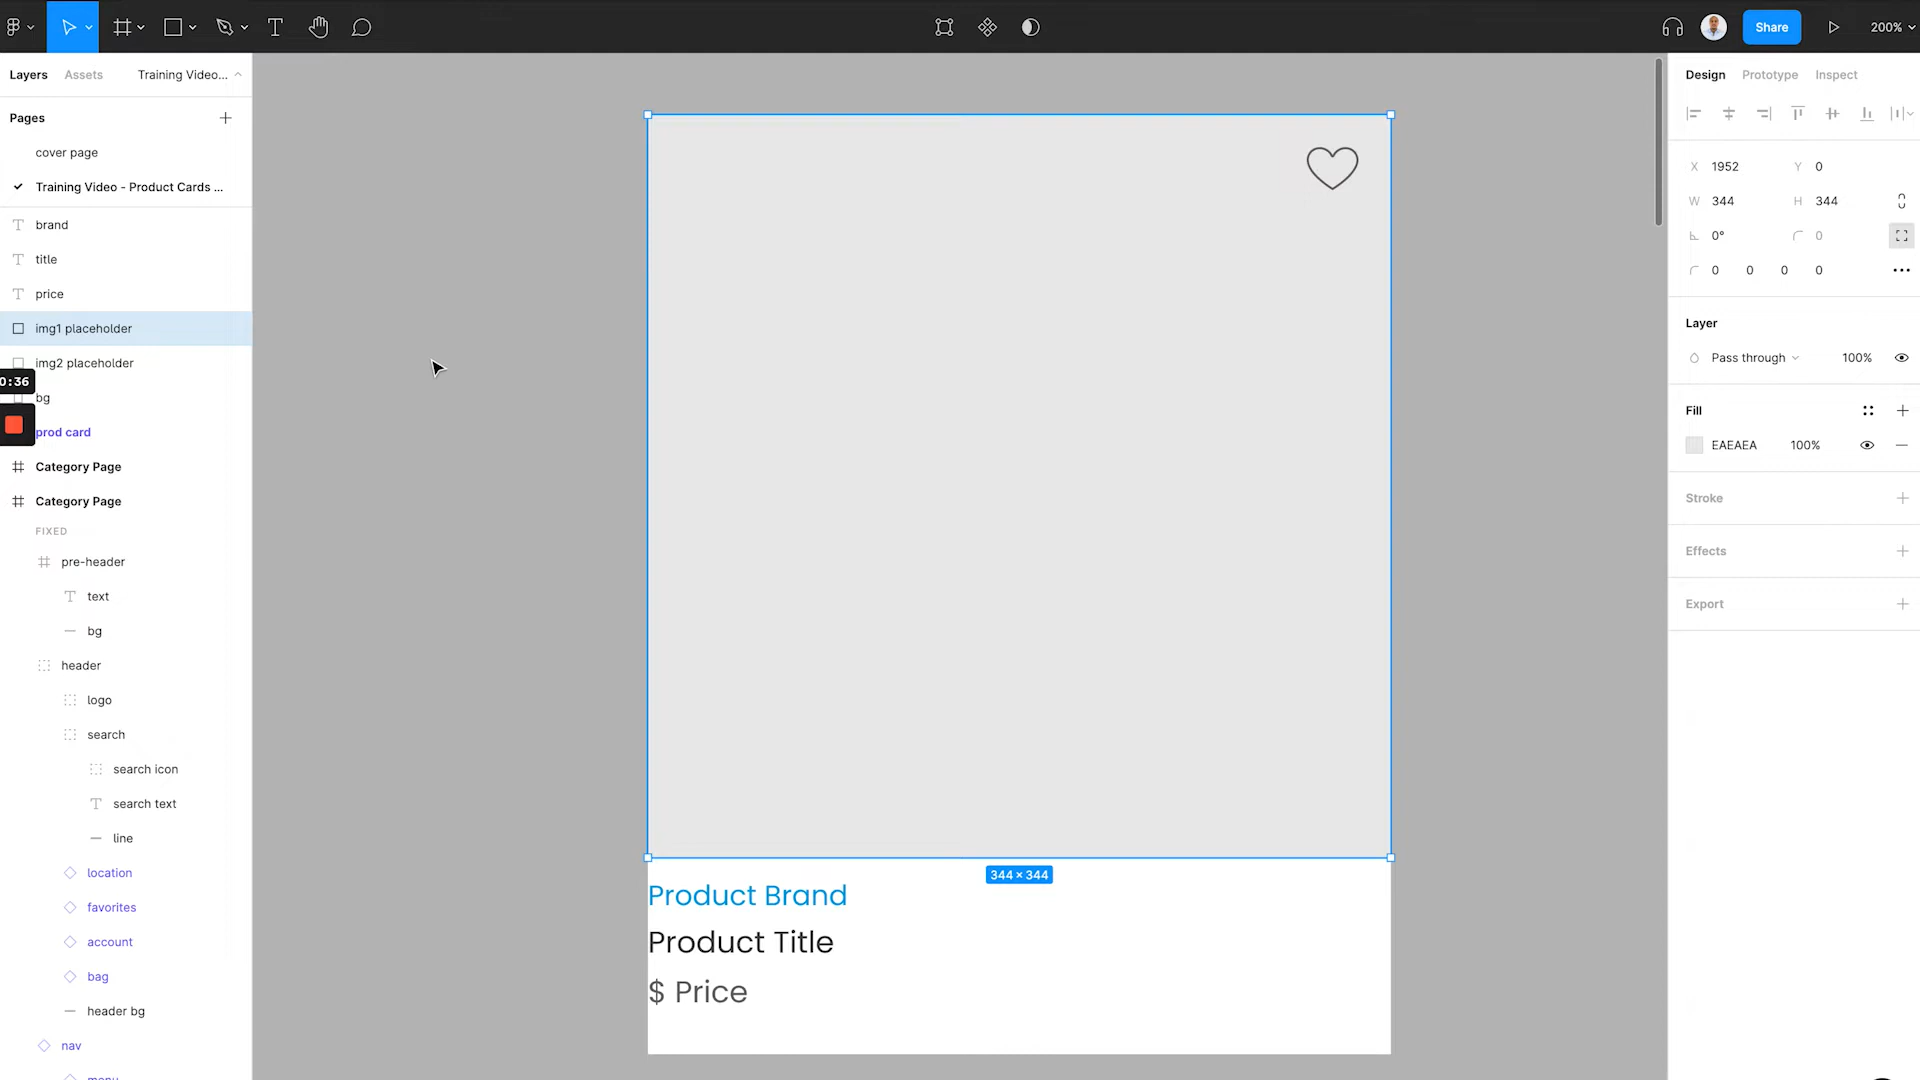 Share
200%
Layers
Assets
Training Video...
Pages
cover page
Training Video - Product Cards ...
brand
title
price
img1 placeholder
img2 placeholder
0:36
bg
prod card
Category Page
Category Page
FIXED
pre-header
text
bg
header
logo
search
search icon
search text
line
location
favorites
account
bag
header bg
nav
menu
344 × 344
Product Brand
Product Title
$ Price
Design
Prototype
Inspect
X 1952 Y 0
W 344 H 344
0° 0
0 0 0 0
Layer
Pass through 100%
Fill
EAEAEA 100%
Stroke
Effects
Export